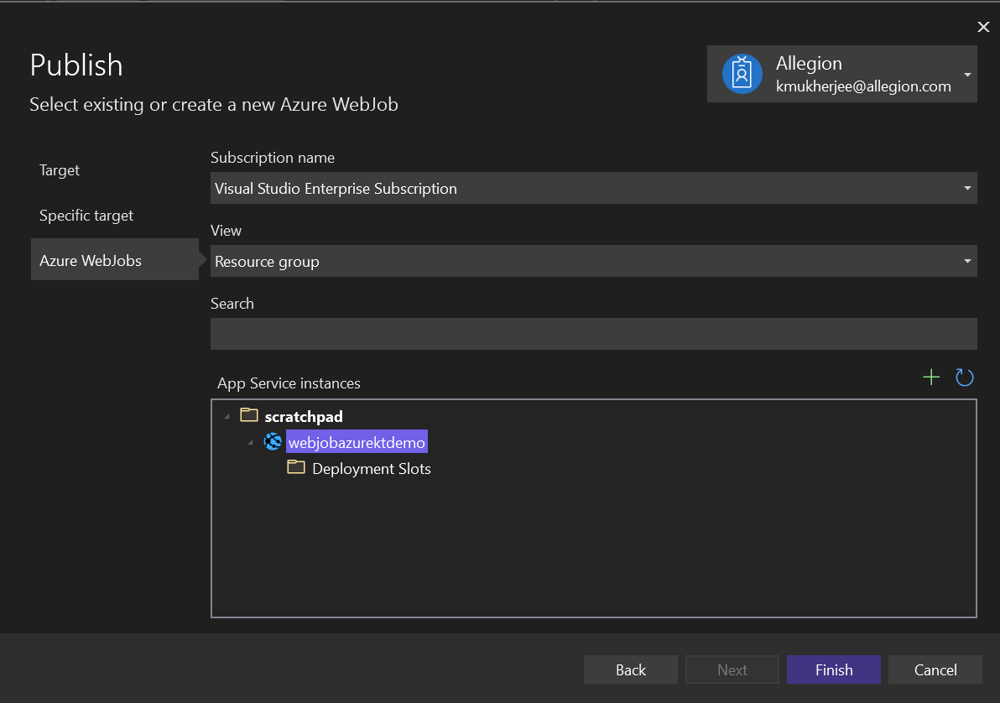 Publish
Select existing or create a new Azure WebJob
Allegion
kmukherjee@allegion.com
Target
Specific target
Azure WebJobs
Subscription name
Visual Studio Enterprise Subscription
View
Resource group
Search
App Service instances
scratchpad
webjobazurektdemo
Deployment Slots
Back
Next
Finish
Cancel